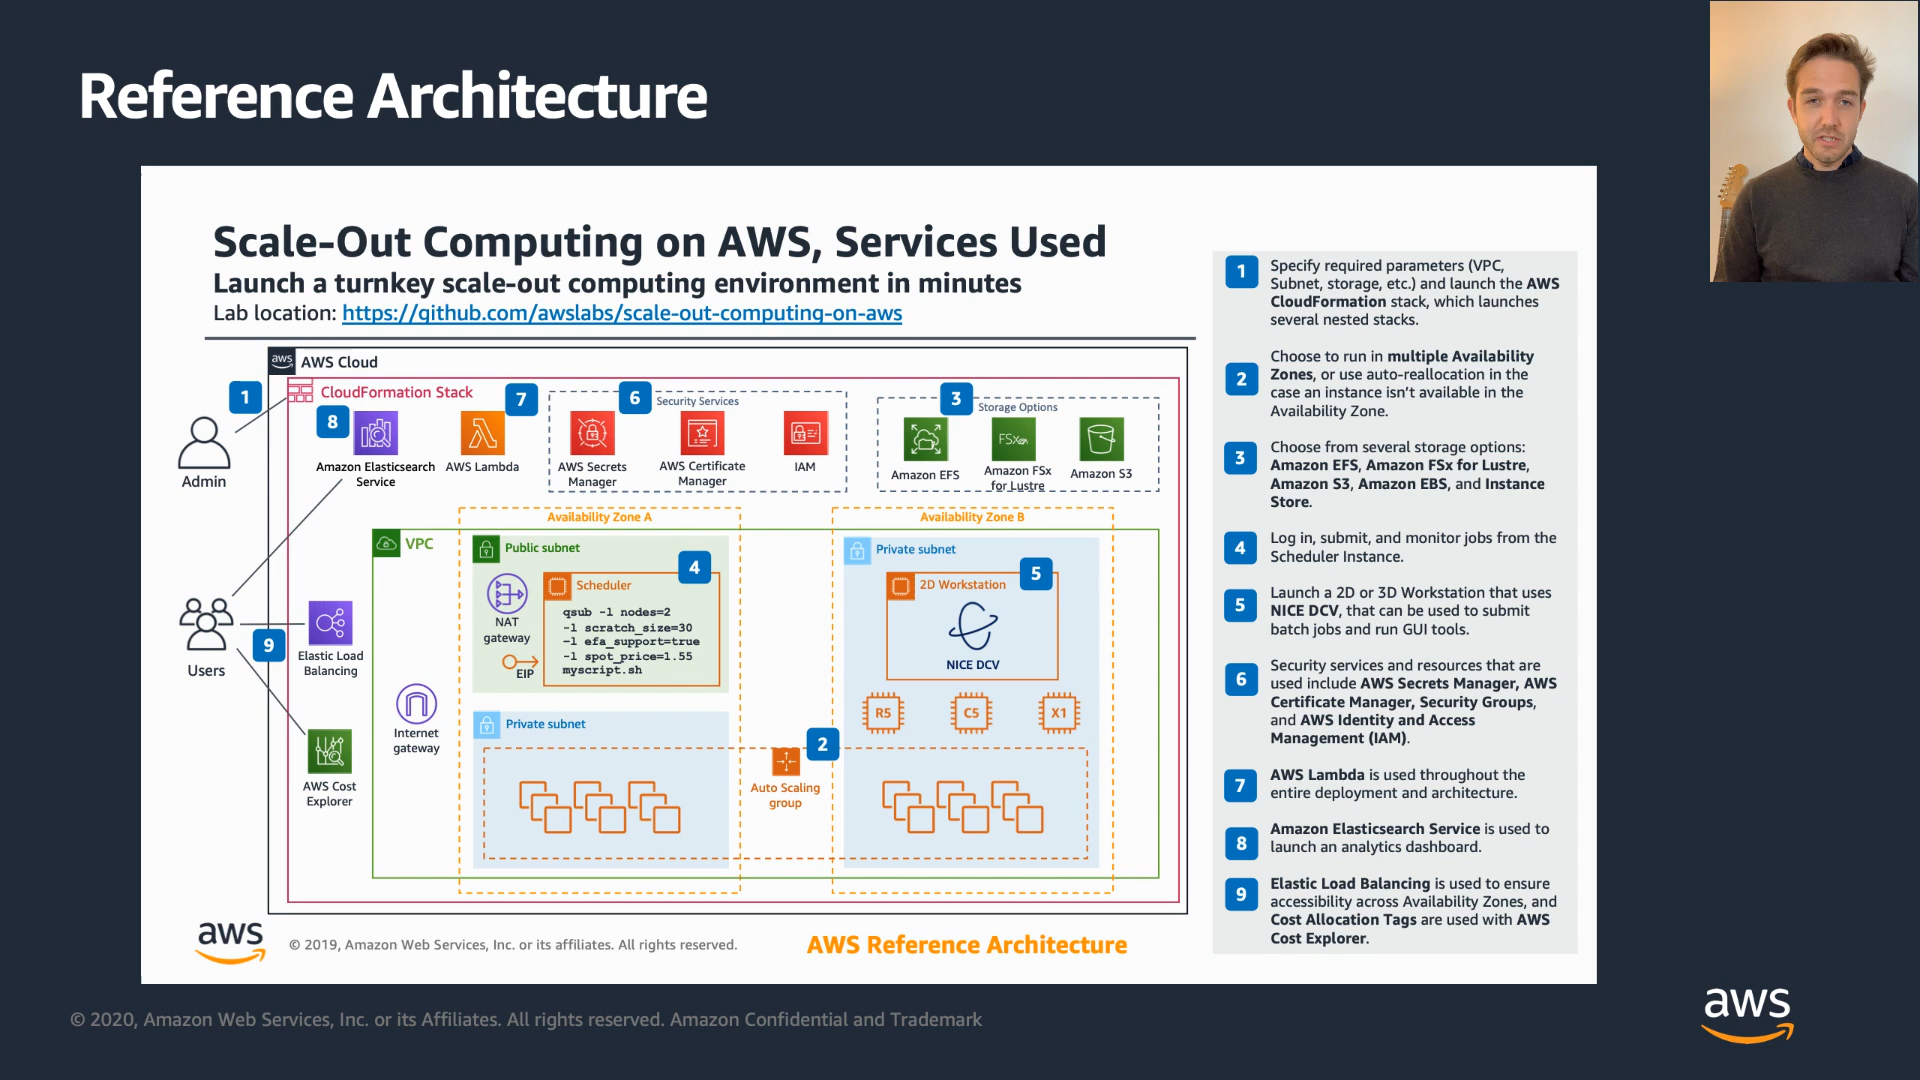 Reference Architecture
Scale-Out Computing on AWS, Services Used
Launch a turnkey scale-out computing environment in minutes
Lab location: https://github.com/awslabs/scale-out-computing-on-aws
aws AWS Cloud
1
CloudFormation Stack
Admin
8
Amazon Elasticsearch
Service
7
AWS Lambda
6
Security Services
AWS Secrets
Manager
AWS Certificate
Manager
IAM
3
Storage Options
Amazon EFS
FSx
Amazon FSx
for Lustre
Amazon S3
Availability Zone A
Availability Zone B
VPC
Public subnet
4
NAT
gateway
EIP
Scheduler
qsub -l nodes=2
-l scratch_size=30
-l efa_support=true
-l spot_price=1.55
myscript.sh
Private subnet
5
2D Workstation
NICE DCV
R5
C5
X1
Users
9
Elastic Load
Balancing
Internet
gateway
AWS Cost
Explorer
Private subnet
2
Auto Scaling
group
aws
© 2019, Amazon Web Services, Inc. or its affiliates. All rights reserved.
AWS Reference Architecture
1
Specify required parameters (VPC,
Subnet, storage, etc.) and launch the AWS
CloudFormation stack, which launches
several nested stacks.
2
Choose to run in multiple Availability
Zones, or use auto-reallocation in the
case an instance isn’t available in the
Availability Zone.
3
Choose from several storage options:
Amazon EFS, Amazon FSx for Lustre,
Amazon S3, Amazon EBS, and Instance
Store.
4
Log in, submit, and monitor jobs from the
Scheduler Instance.
5
Launch a 2D or 3D Workstation that uses
NICE DCV, that can be used to submit
batch jobs and run GUI tools.
6
Security services and resources that are
used include AWS Secrets Manager, AWS
Certificate Manager, Security Groups,
and AWS Identity and Access
Management (IAM).
7
AWS Lambda is used throughout the
entire deployment and architecture.
8
Amazon Elasticsearch Service is used to
launch an analytics dashboard.
9
Elastic Load Balancing is used to ensure
accessibility across Availability Zones, and
Cost Allocation Tags are used with AWS
Cost Explorer.
© 2020, Amazon Web Services, Inc. or its Affiliates. All rights reserved. Amazon Confidential and Trademark
aws